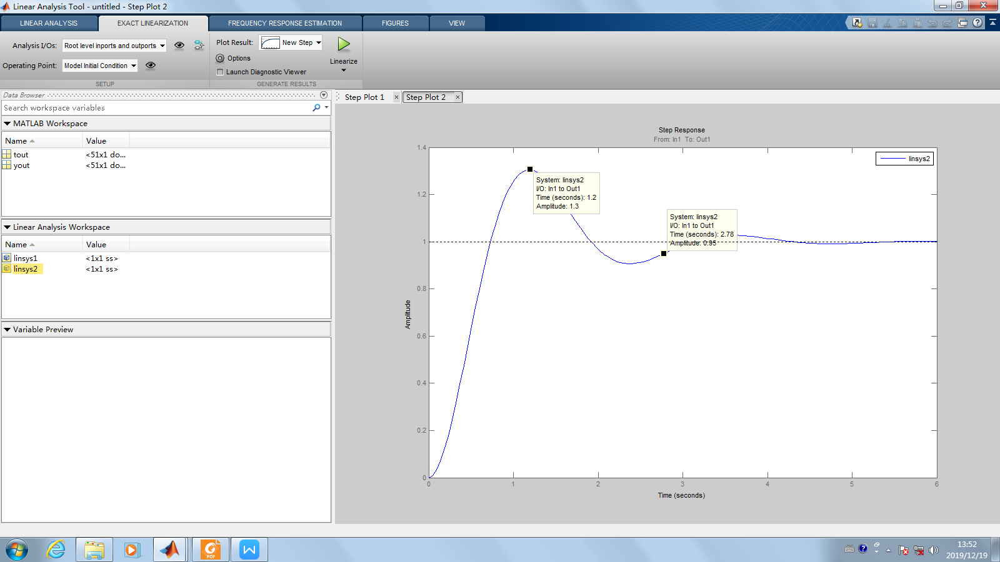 Linear Analysis Tool - untitled - Step Plot 2
LINEAR ANALYSIS
EXACT LINEARIZATION
FREQUENCY RESPONSE ESTIMATION
FIGURES
VIEW
Analysis I/Os:
Root level inports and outports
Operating Point:
Model Initial Condition
SETUP
Plot Result:
New Step
Options
Launch Diagnostic Viewer
Linearize
GENERATE RESULTS
Data Browser
Search workspace variables
MATLAB Workspace
Name
Value
tout
<51x1 do...
yout
<51x1 do...
Linear Analysis Workspace
Name
Value
linsys1
<1x1 ss>
linsys2
<1x1 ss>
Variable Preview
Step Plot 1
Step Plot 2
Step Response
From: In1 To: Out1
linsys2
System: linsys2
I/O: In1 to Out1
Time (seconds): 1.2
Amplitude: 1.3
System: linsys2
I/O: In1 to Out1
Time (seconds): 2.78
Amplitude: 0.95
1.4
1.2
1
0.8
0.6
0.4
0.2
0
Amplitude
0
1
2
3
4
5
6
Time (seconds)
PDF
13:52
2019/12/19